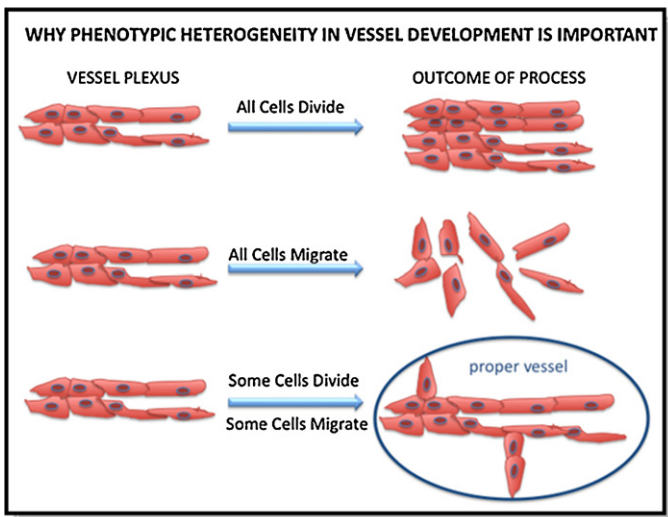 WHY PHENOTYPIC HETEROGENEITY IN VESSEL DEVELOPMENT IS IMPORTANT
VESSEL PLEXUS
OUTCOME OF PROCESS
All Cells Divide
All Cells Migrate
Some Cells Divide
Some Cells Migrate
proper vessel